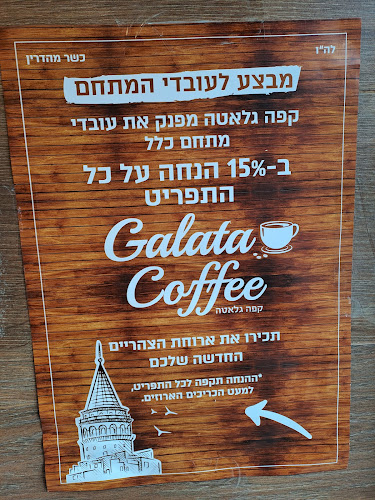 לה"ו
כשר מהדרין
מבצע לעובדי המתחם
קפה גלאטה מפנק את עובדי
מתחם כלל
ב-15% הנחה על כל
התפריט
Galata
Coffee
קפה גלאטה
תכירו את ארוחת הצהריים
החדשה שלכם
*ההנחה תקפה לכל התפריט,
למעט הכריכים הארוזים.